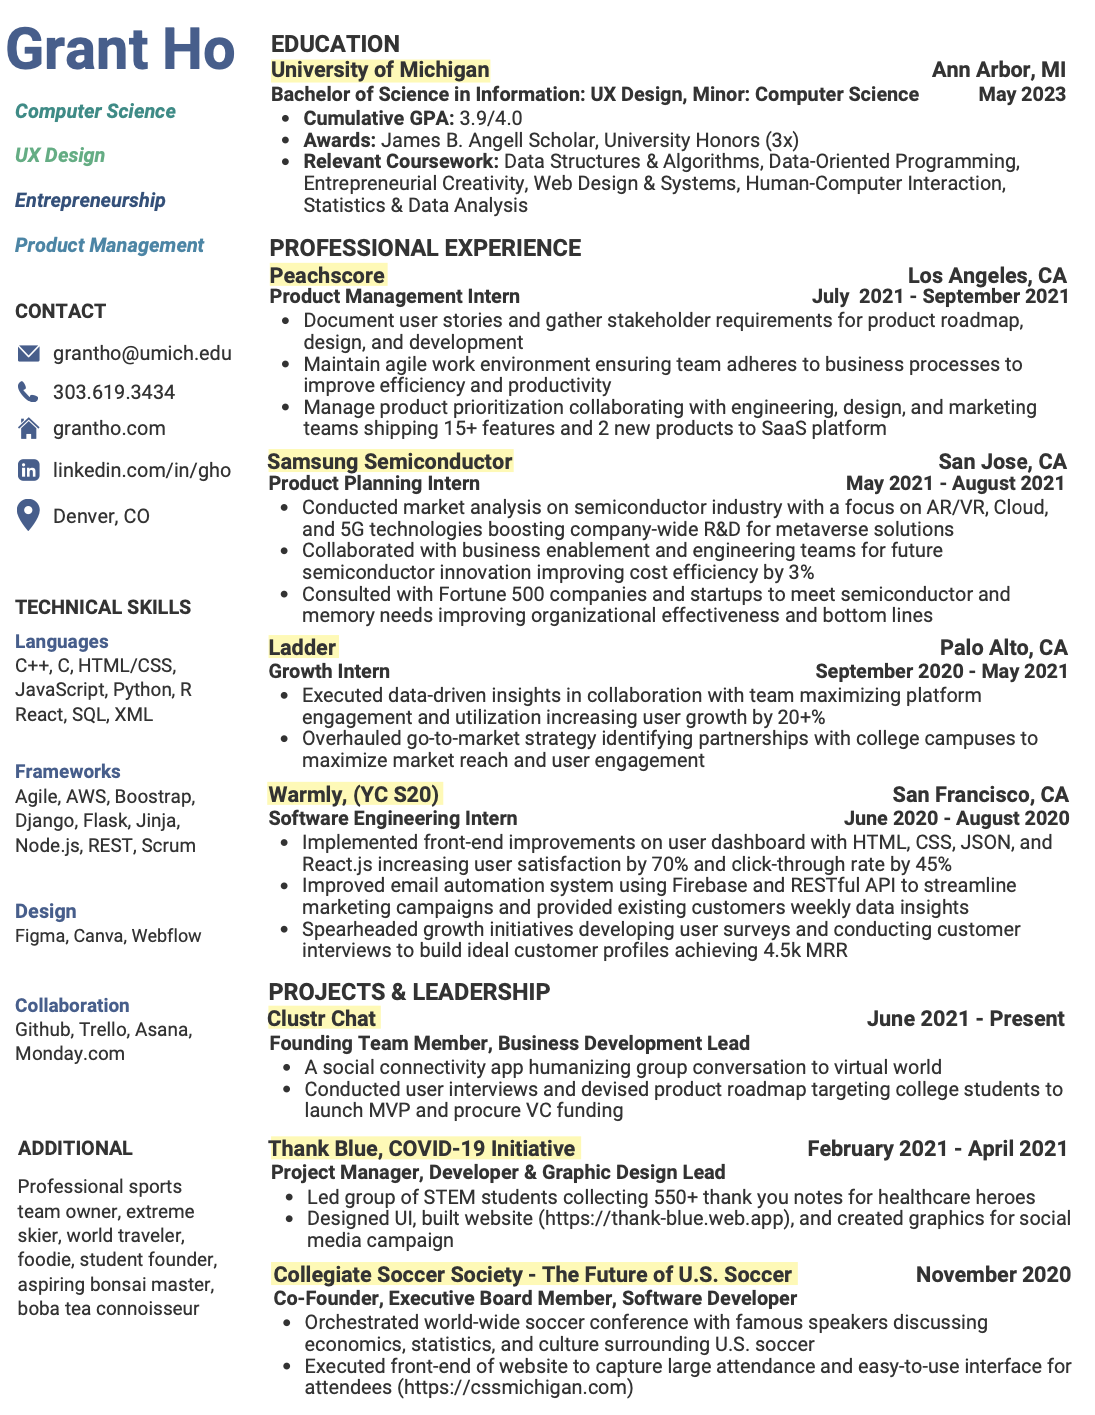 Grant Ho
Computer Science
UX Design
Entrepreneurship
Product Management
CONTACT
grantho@umich.edu
303.619.3434
grantho.com
linkedin.com/in/gho
Denver, CO
TECHNICAL SKILLS
Languages
C++, C, HTML/CSS,
JavaScript, Python, R
React, SQL, XML
Frameworks
Agile, AWS, Boostrap,
Django, Flask, Jinja,
Node.js, REST, Scrum
Design
Figma, Canva, Webflow
Collaboration
Github, Trello, Asana,
Monday.com
ADDITIONAL
Professional sports
team owner, extreme
skier, world traveler,
foodie, student founder,
aspiring bonsai master,
boba tea connoisseur
EDUCATION
University of Michigan Ann Arbor, MI
Bachelor of Science in Information: UX Design, Minor: Computer Science May 2023
• Cumulative GPA: 3.9/4.0
• Awards: James B. Angell Scholar, University Honors (3x)
• Relevant Coursework: Data Structures & Algorithms, Data-Oriented Programming,
Entrepreneurial Creativity, Web Design & Systems, Human-Computer Interaction,
Statistics & Data Analysis
PROFESSIONAL EXPERIENCE
Peachscore Los Angeles, CA
Product Management Intern July 2021 - September 2021
• Document user stories and gather stakeholder requirements for product roadmap,
design, and development
• Maintain agile work environment ensuring team adheres to business processes to
improve efficiency and productivity
• Manage product prioritization collaborating with engineering, design, and marketing
teams shipping 15+ features and 2 new products to SaaS platform
Samsung Semiconductor San Jose, CA
Product Planning Intern May 2021 - August 2021
• Conducted market analysis on semiconductor industry with a focus on AR/VR, Cloud,
and 5G technologies boosting company-wide R&D for metaverse solutions
• Collaborated with business enablement and engineering teams for future
semiconductor innovation improving cost efficiency by 3%
• Consulted with Fortune 500 companies and startups to meet semiconductor and
memory needs improving organizational effectiveness and bottom lines
Ladder Palo Alto, CA
Growth Intern September 2020 - May 2021
• Executed data-driven insights in collaboration with team maximizing platform
engagement and utilization increasing user growth by 20+%
• Overhauled go-to-market strategy identifying partnerships with college campuses to
maximize market reach and user engagement
Warmly, (YC S20) San Francisco, CA
Software Engineering Intern June 2020 - August 2020
• Implemented front-end improvements on user dashboard with HTML, CSS, JSON, and
React.js increasing user satisfaction by 70% and click-through rate by 45%
• Improved email automation system using Firebase and RESTful API to streamline
marketing campaigns and provided existing customers weekly data insights
• Spearheaded growth initiatives developing user surveys and conducting customer
interviews to build ideal customer profiles achieving 4.5k MRR
PROJECTS & LEADERSHIP
Clustr Chat June 2021 - Present
Founding Team Member, Business Development Lead
• A social connectivity app humanizing group conversation to virtual world
• Conducted user interviews and devised product roadmap targeting college students to
launch MVP and procure VC funding
Thank Blue, COVID-19 Initiative February 2021 - April 2021
Project Manager, Developer & Graphic Design Lead
• Led group of STEM students collecting 550+ thank you notes for healthcare heroes
• Designed UI, built website (https://thank-blue.web.app), and created graphics for social
media campaign
Collegiate Soccer Society - The Future of U.S. Soccer November 2020
Co-Founder, Executive Board Member, Software Developer
• Orchestrated world-wide soccer conference with famous speakers discussing
economics, statistics, and culture surrounding U.S. soccer
• Executed front-end of website to capture large attendance and easy-to-use interface for
attendees (https://cssmichigan.com)